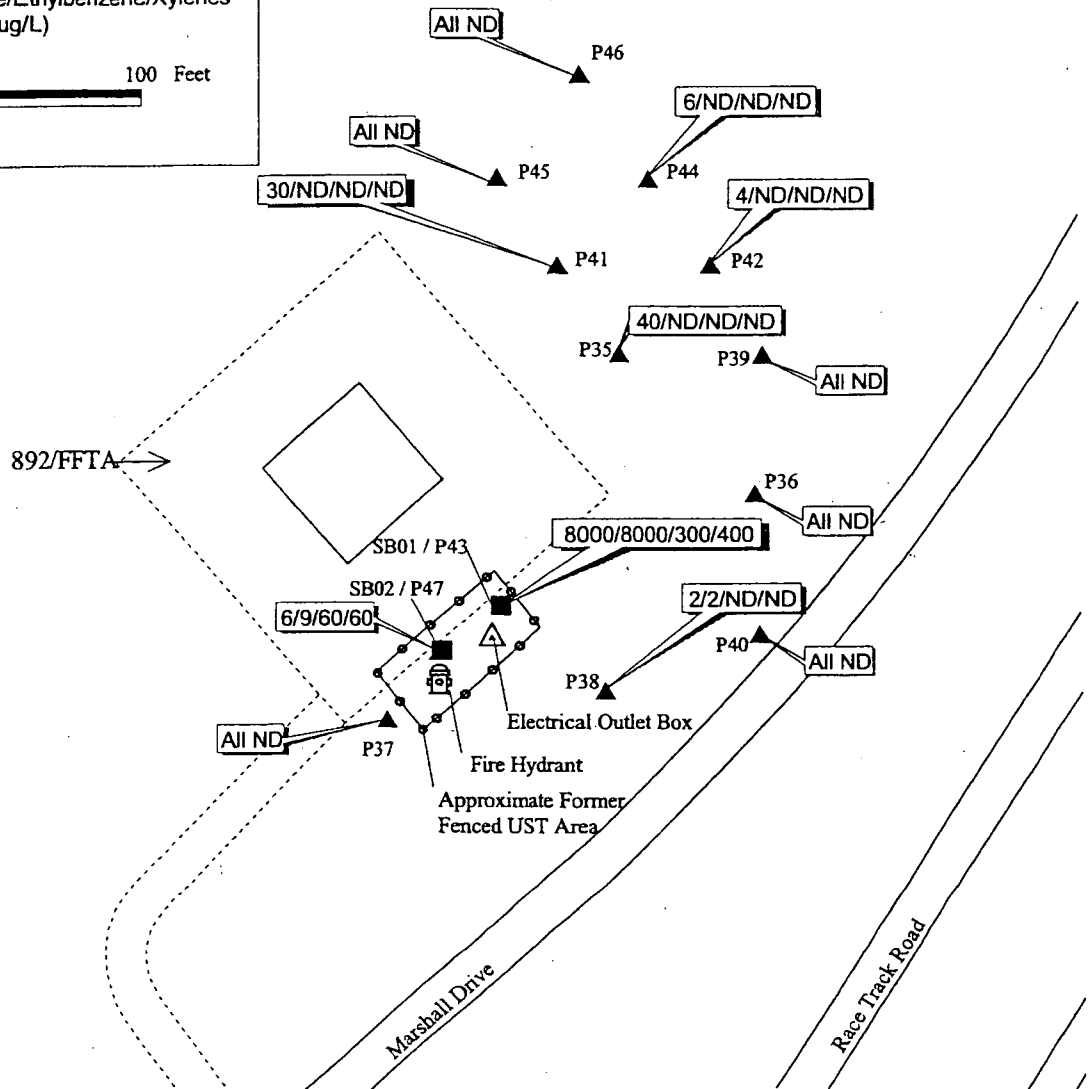 Ethylbenzene/Xylenes
ug/L)
100 Feet
All ND
P46
6/ND/ND/ND
All ND
P45
P44
30/ND/ND/ND
4/ND/ND/ND
P41
P42
40/ND/ND/ND
P35
P39
All ND
892/FFTA
P36
All ND
8000/8000/300/400
SB01 / P43
SB02 / P47
6/9/60/60
2/2/ND/ND
P40
All ND
P38
All ND
P37
Electrical Outlet Box
Fire Hydrant
Approximate Former
Fenced UST Area
Marshall Drive
Race Track Road